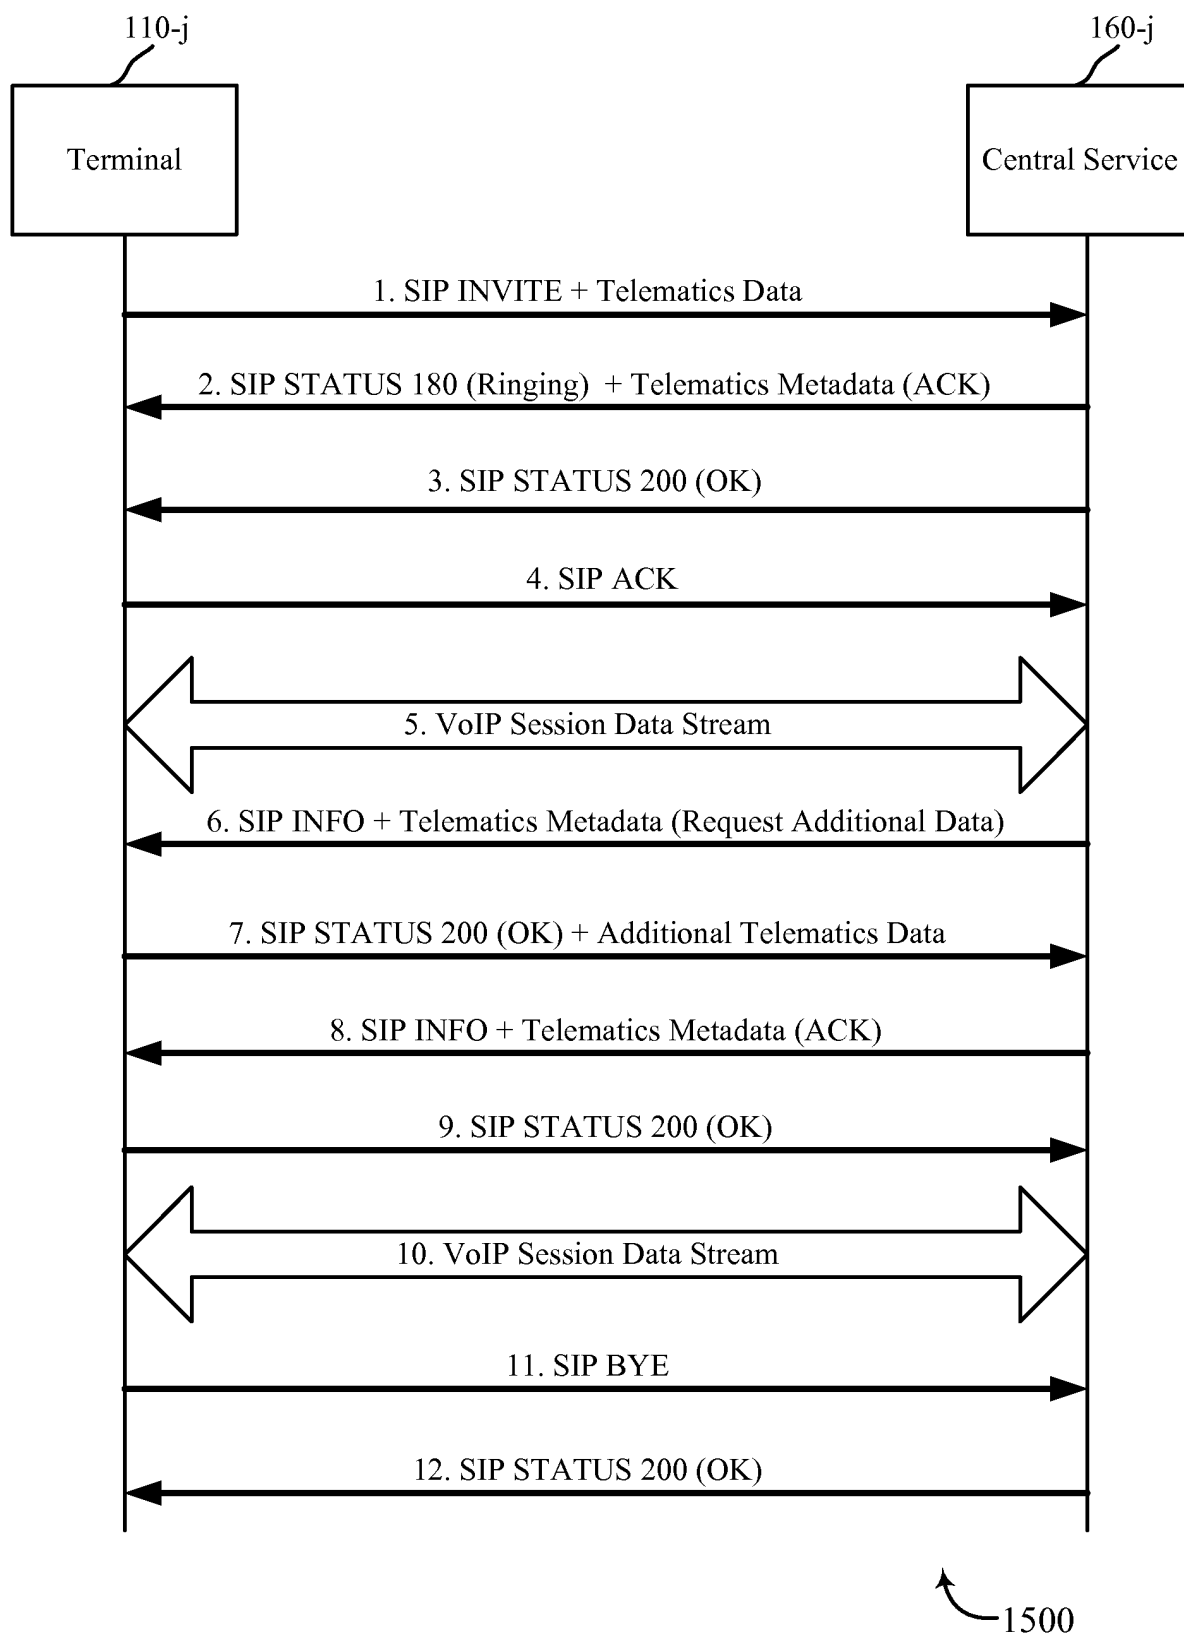 110-j
160-j
Terminal
Central Service
1. SIP INVITE + Telematics Data
2. SIP STATUS 180 (Ringing) + Telematics Metadata (ACK)
3. SIP STATUS 200 (OK)
4. SIP ACK
5. VoIP Session Data Stream
6. SIP INFO + Telematics Metadata (Request Additional Data)
7. SIP STATUS 200 (OK) + Additional Telematics Data
8. SIP INFO + Telematics Metadata (ACK)
9. SIP STATUS 200 (OK)
10. VoIP Session Data Stream
11. SIP BYE
12. SIP STATUS 200 (OK)
1500